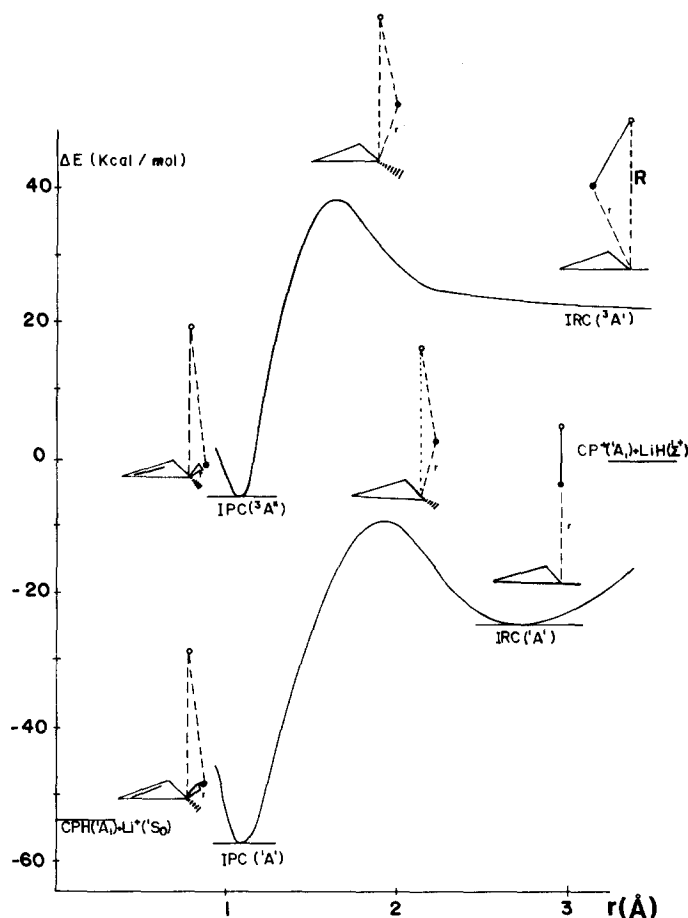 ΔE (Kcal/mol)
40
R
r
r
20
IRC(³A')
0
CP⁺(¹A₁)+LiH(¹Σ⁺)
r
r
IPC(³A")
-20
IRC(¹A')
-40
r
CPH(¹A₁)+Li⁺(¹S₀)
IPC(¹A')
-60
1
2
3
r(Å)